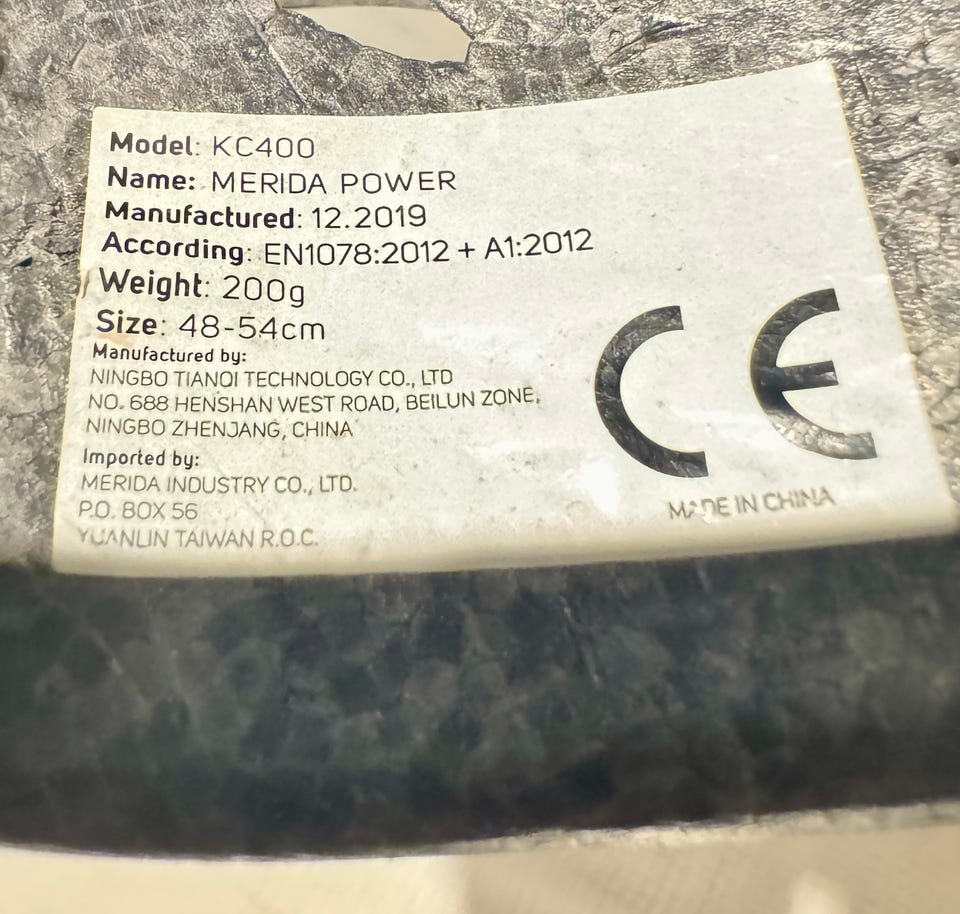 Model: KC400
Name: MERIDA POWER
Manufactured: 12.2019
According: EN1078:2012 + A1:2012
Weight: 200g
Size: 48-54cm
Manufactured by:
NINGBO TIANQI TECHNOLOGY CO., LTD
NO. 688 HENSHAN WEST ROAD, BEILUN ZONE,
NINGBO ZHENJANG, CHINA
Imported by:
MERIDA INDUSTRY CO., LTD.
P.O. BOX 56
YUANLIN TAIWAN R.O.C.
CE
MADE IN CHINA